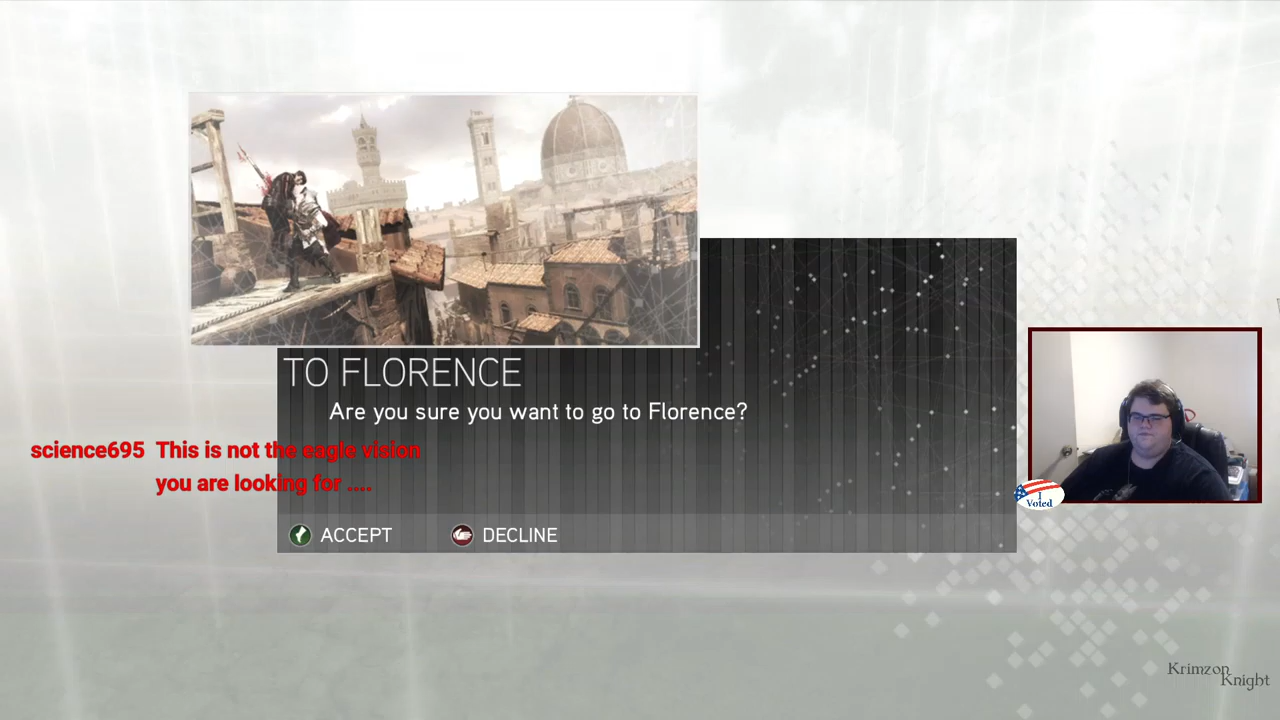 TO FLORENCE
Are you sure you want to go to Florence?
science695 This is not the eagle vision
you are looking for ....
ACCEPT DECLINE
I
Voted
Krimzon
Knight